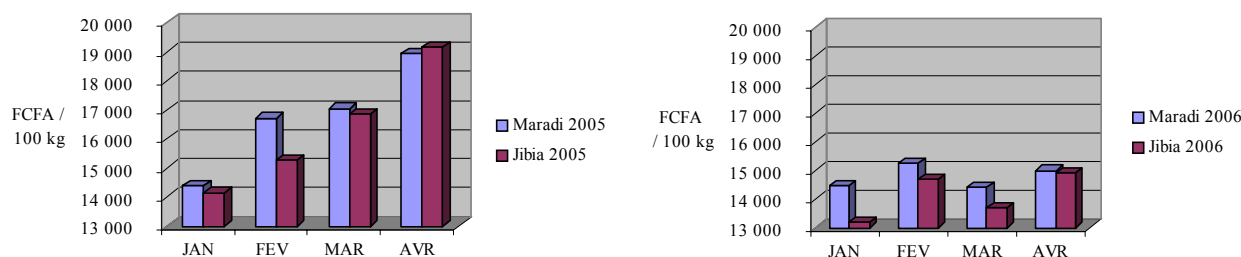 20 000
19 000
18 000
17 000
16 000
15 000
14 000
13 000
FCFA /
100 kg
JAN FEV MAR AVR
Maradi 2005
Jibia 2005
20 000
19 000
18 000
17 000
16 000
15 000
14 000
13 000
FCFA
/ 100 kg
JAN FEV MAR AVR
Maradi 2006
Jibia 2006